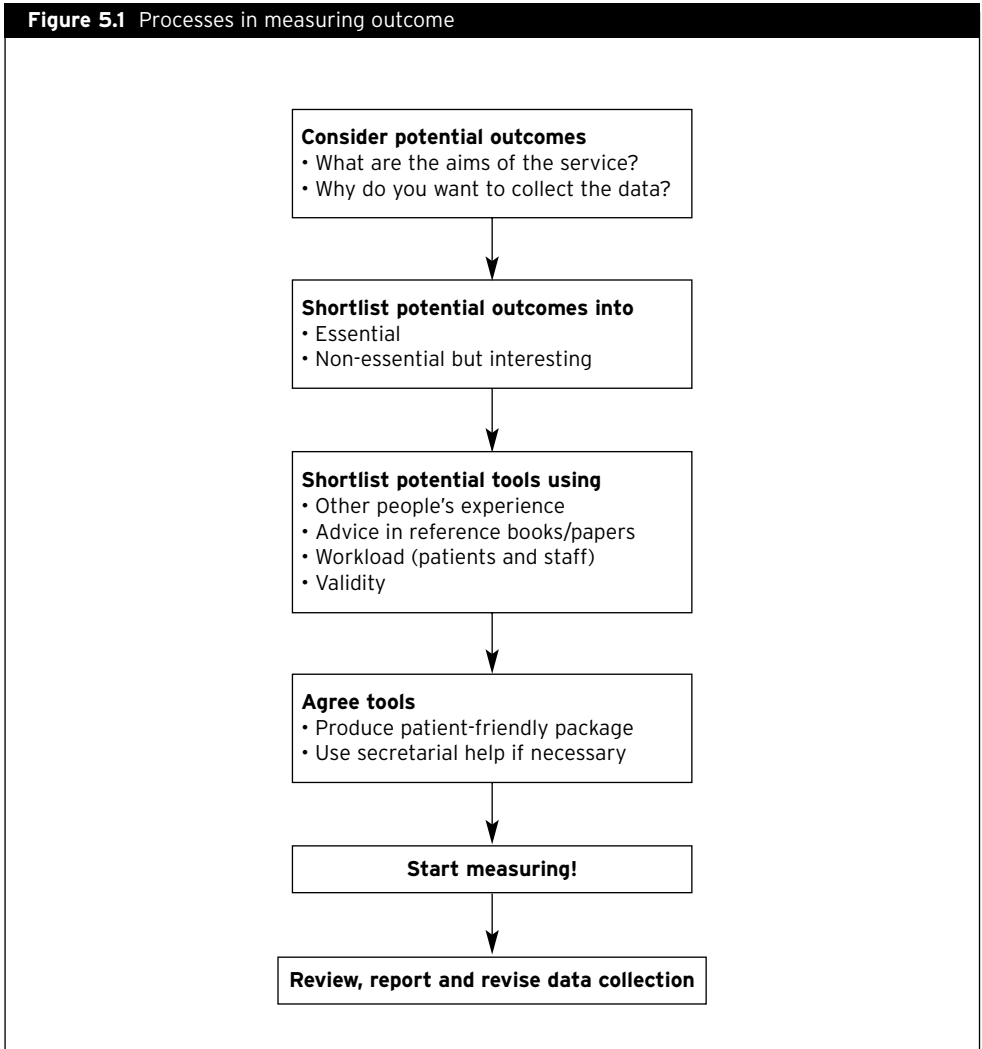 Figure 5.1 Processes in measuring outcome
Consider potential outcomes
• What are the aims of the service?
• Why do you want to collect the data?
Shortlist potential outcomes into
• Essential
• Non-essential but interesting
Shortlist potential tools using
• Other people’s experience
• Advice in reference books/papers
• Workload (patients and staff)
• Validity
Agree tools
• Produce patient-friendly package
• Use secretarial help if necessary
Start measuring!
Review, report and revise data collection